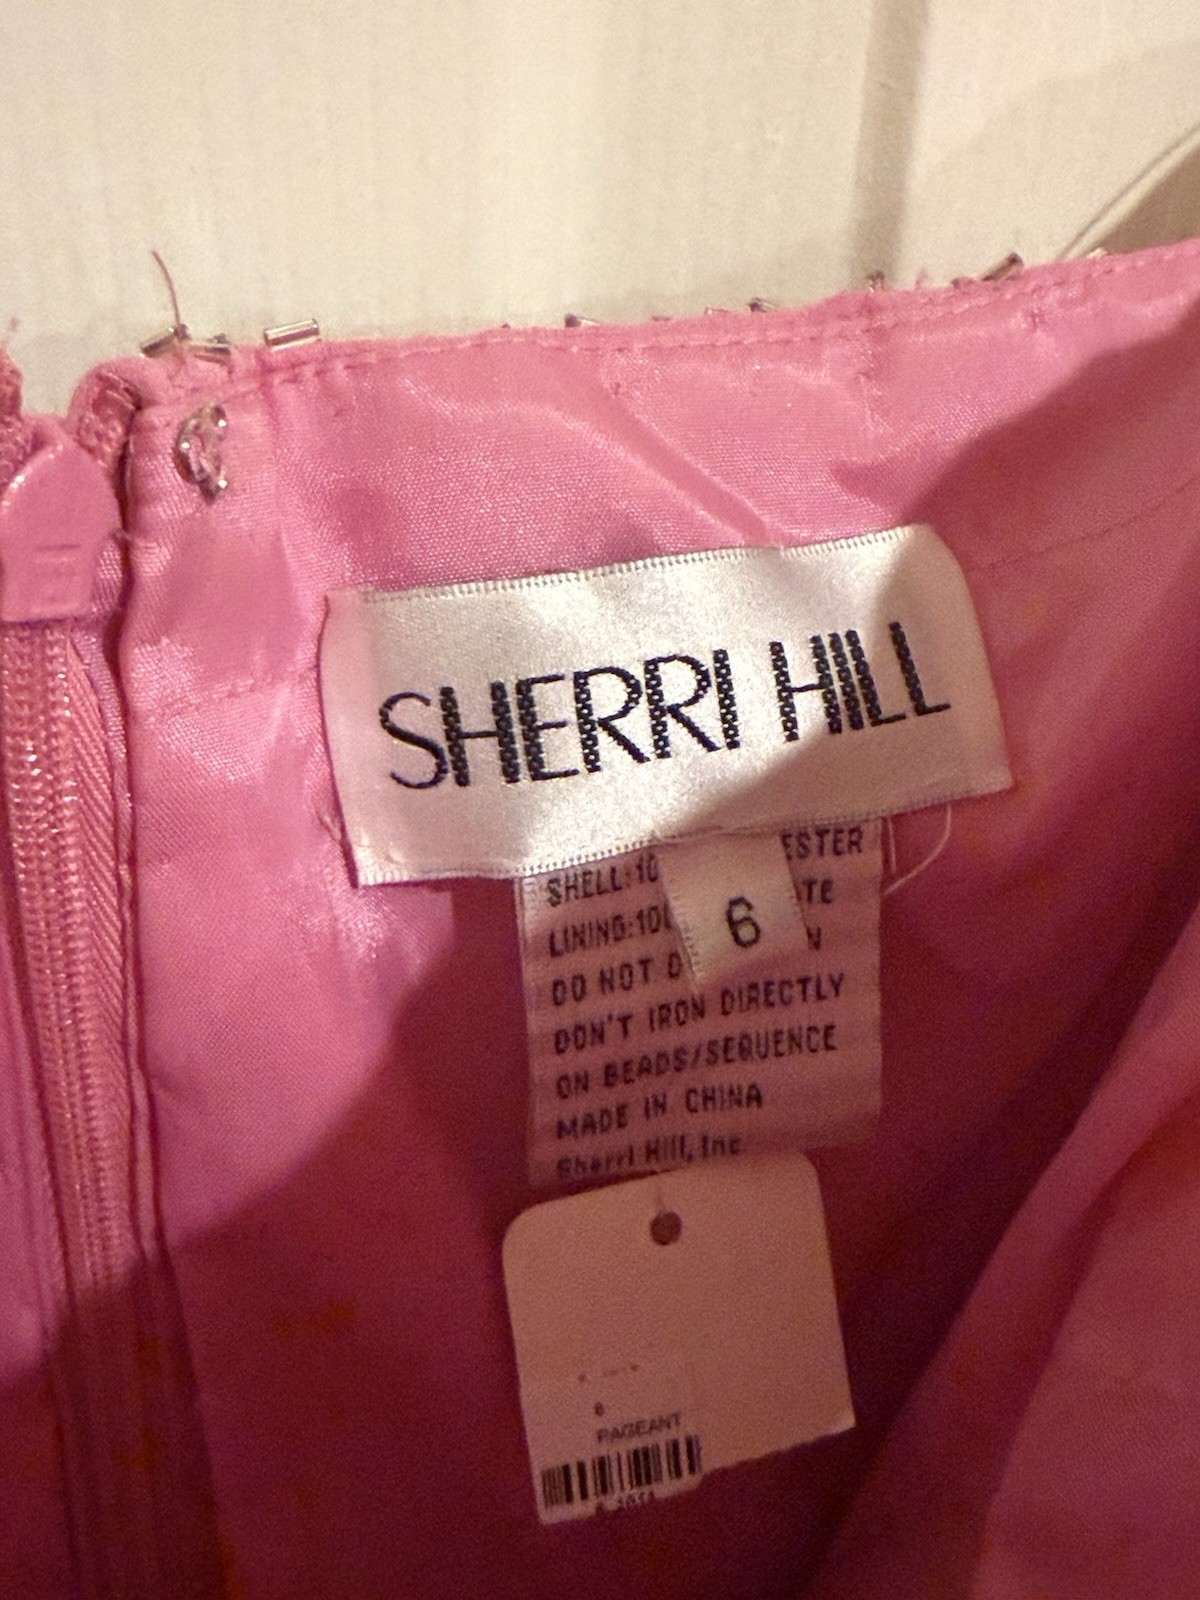 SHERRI HILL
6
ESTER
SHELL:10
LINING:10
DO NOT D
DON'T IRON DIRECTLY
ON BEADS/SEQUENCE
MADE IN CHINA
Sherri Hill, Inc
6
PAGEANT